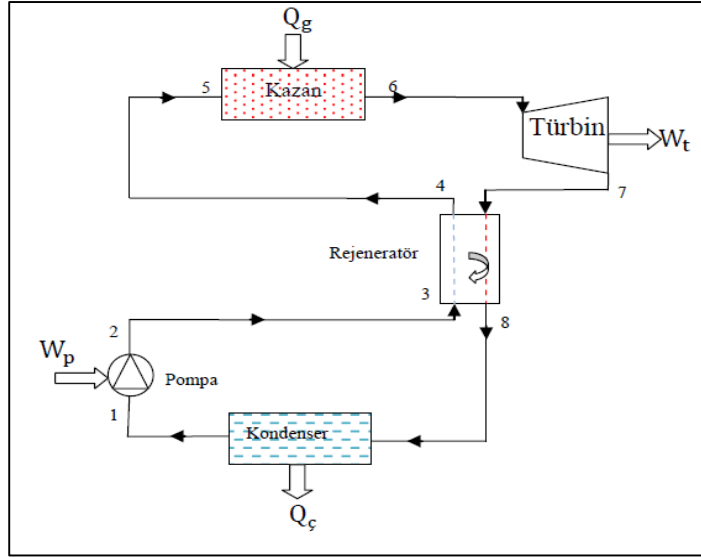 Qg
5
Kazan
6
Türbin
Wt
4
7
Rejeneratör
3
8
2
Wp
Pompa
1
Kondenser
Qç